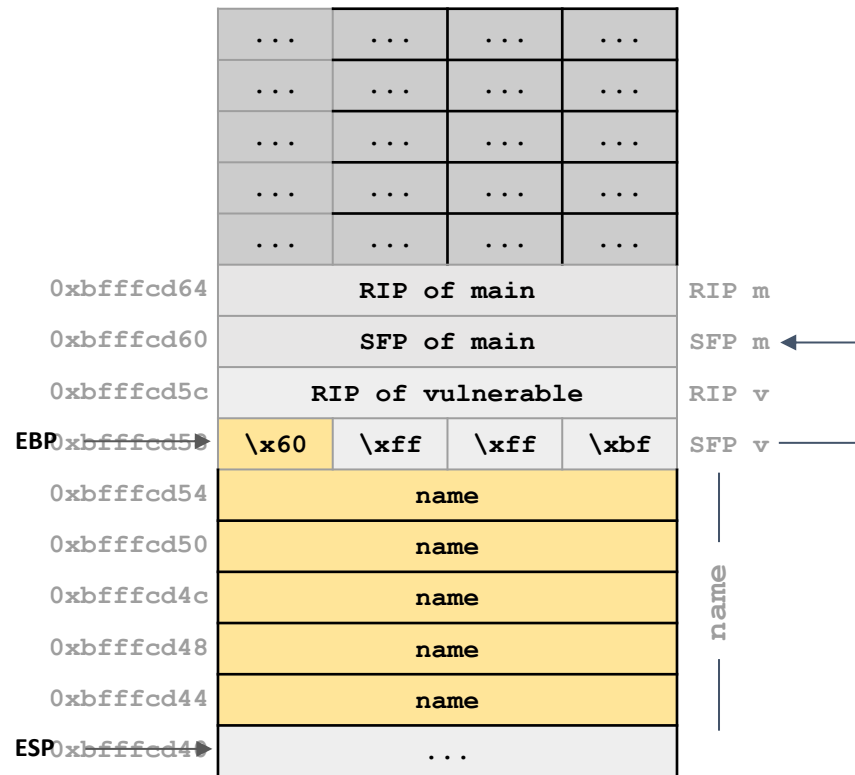 ... ... ... ...
... ... ... ...
... ... ... ...
... ... ... ...
... ... ... ...
0xbfffcd64 RIP of main RIP m
0xbfffcd60 SFP of main SFP m
0xbfffcd5c RIP of vulnerable RIP v
EBP 0xbfffcd58 \x60 \xff \xff \xbf SFP v
0xbfffcd54 name
0xbfffcd50 name
0xbfffcd4c name name
0xbfffcd48 name
0xbfffcd44 name
ESP 0xbfffcd40 ...